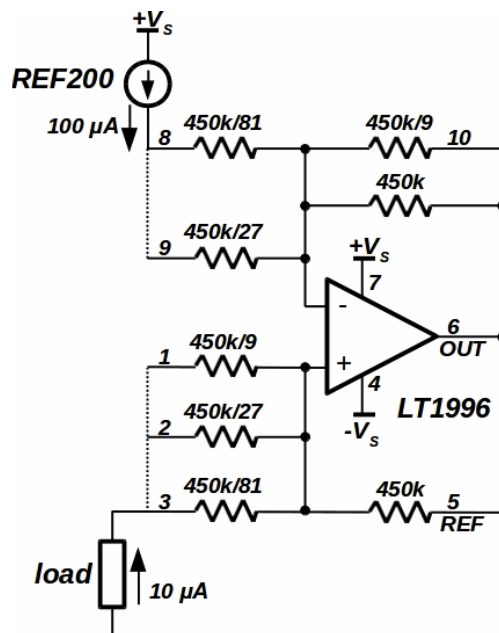 +Vs
REF200
100 µA
8
450k/81
450k/9
10
450k
9
450k/27
+Vs
7
-
6
OUT
1
450k/9
+
4
LT1996
-Vs
2
450k/27
3
450k/81
450k
5
REF
load
10 µA